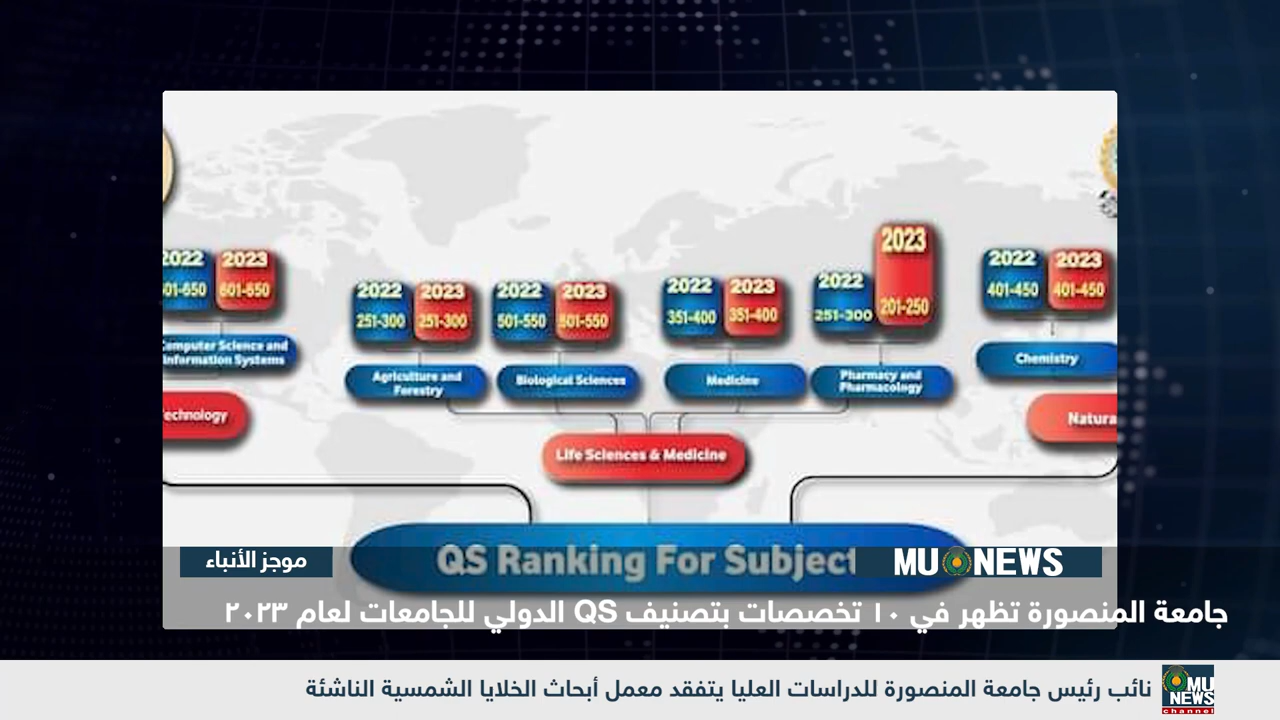 2023
2022 2023 2022 2023
2022 2023 2022 2023 2022 2023 2022
601-650 401-450 401-450
251-300 251-300 501-550 501-550 351-400 351-400 251-300 201-250
Computer Science and Information Systems
Agriculture and Forestry
Biological Sciences
Medicine
Pharmacy and Pharmacology
Chemistry
Life Sciences & Medicine
QS Ranking For Subject
موجز الأنباء
MU NEWS
جامعة المنصورة تظهر في ١٠ تخصصات بتصنيف QS الدولي للجامعات لعام ٢٠٢٣
نائب رئيس جامعة المنصورة للدراسات العليا يتفقد معمل أبحاث الخلايا الشمسية الناشئة
MU
NEWS
channel